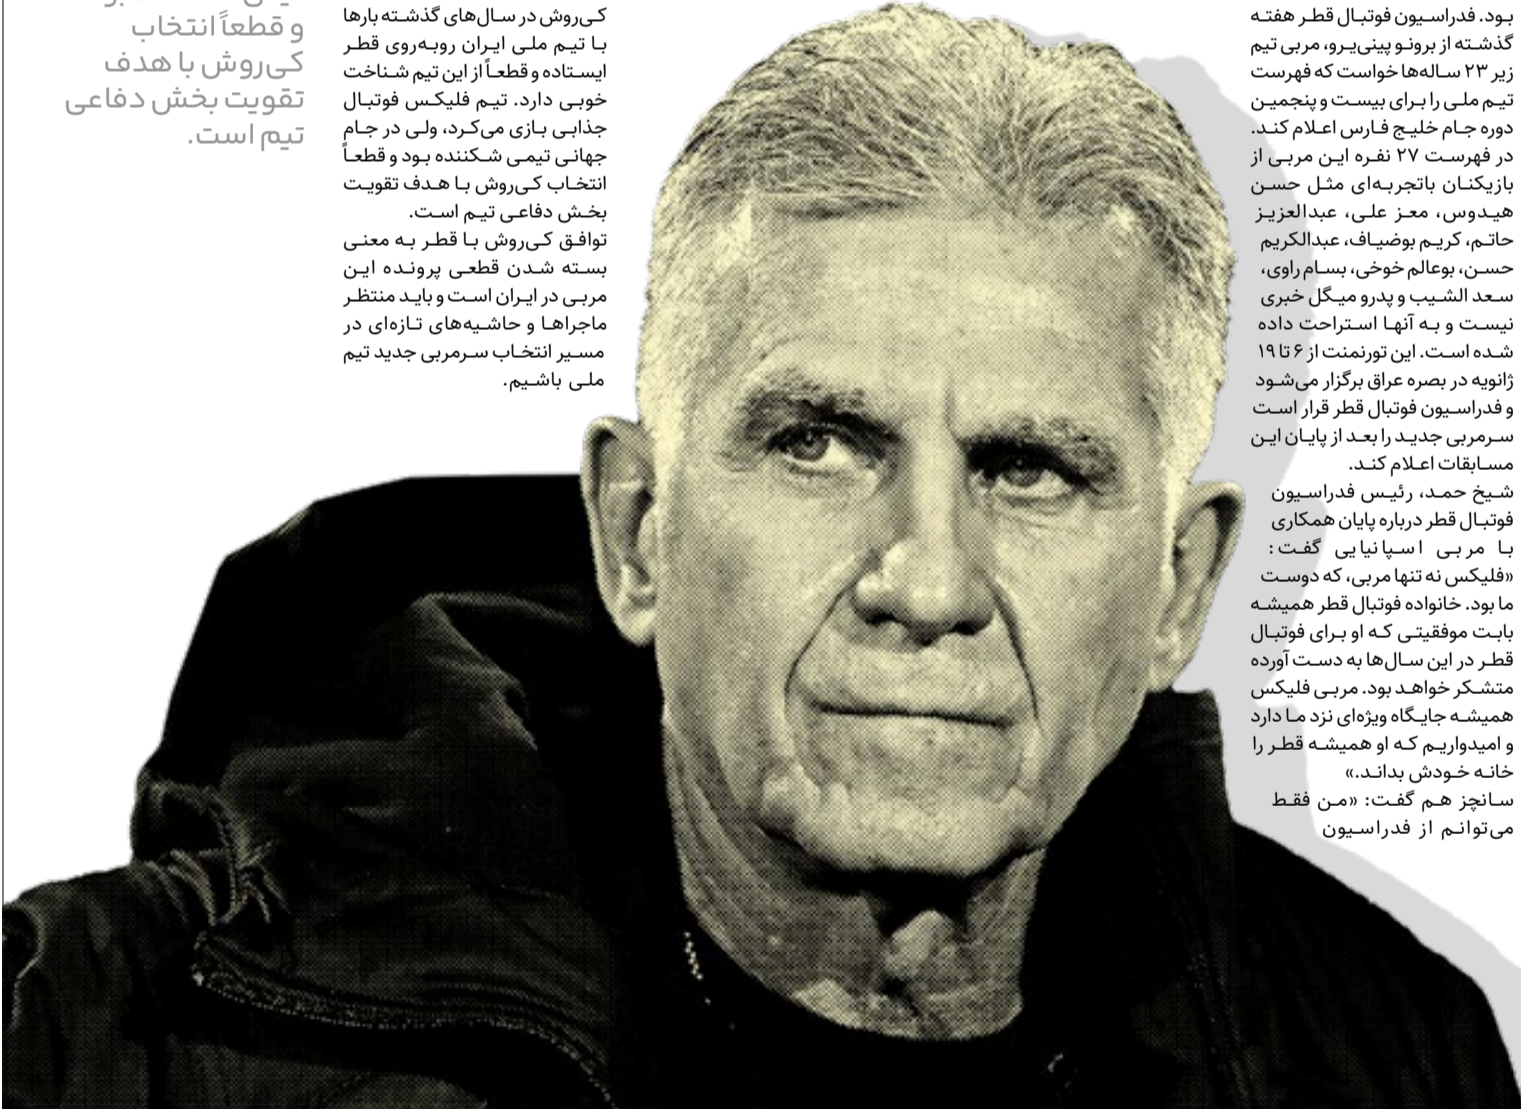 بود. فدراسیون فوتبال قطر هفته
گذشته از برونو پینی‌یرو، مربی تیم
زیر ۲۳ ساله‌ها خواست که فهرست
تیم ملی را برای بیست و پنجمین
دوره جام خلیج فارس اعلام کند.
در فهرست ۲۷ نفره این مربی از
بازیکنان باتجربه‌ای مثل حسن
هیدوس، معز علی، عبدالعزیز
حاتم، کریم بوضیاف، عبدالکریم
حسن، بوعالم خوخی، بسام راوی،
سعد الشیب و پدرو میگل خبری
نیست و به آنها استراحت داده
شده است. این تورنمنت از ۶ تا ۱۹
ژانویه در بصره عراق برگزار می‌شود
و فدراسیون فوتبال قطر قرار است
سرمربی جدید را بعد از پایان این
مسابقات اعلام کند.
شیخ حمد، رئیس فدراسیون
فوتبال قطر درباره پایان همکاری
با مربی اسپانیایی گفت:
«فلیکس نه تنها مربی، که دوست
ما بود. خانواده فوتبال قطر همیشه
بابت موفقیتی که او برای فوتبال
قطر در این سال‌ها به دست آورده
متشکر خواهد بود. مربی فلیکس
همیشه جایگاه ویژه‌ای نزد ما دارد
و امیدواریم که او همیشه قطر را
خانه خودش بداند.»
سانچز هم گفت: «من فقط
می‌توانم از فدراسیون
کی‌روش در سال‌های گذشته بارها
با تیم ملی ایران روبه‌روی قطر
ایستاده و قطعاً از این تیم شناخت
خوبی دارد. تیم فلیکس فوتبال
جذابی بازی می‌کرد، ولی در جام
جهانی تیمی شکننده بود و قطعاً
انتخاب کی‌روش با هدف تقویت
بخش دفاعی تیم است.
توافق کی‌روش با قطر به معنی
بسته شدن قطعی پرونده این
مربی در ایران است و باید منتظر
ماجراها و حاشیه‌های تازه‌ای در
مسیر انتخاب سرمربی جدید تیم
ملی باشیم.
و قطعاً انتخاب
کی‌روش با هدف
تقویت بخش دفاعی
تیم است.